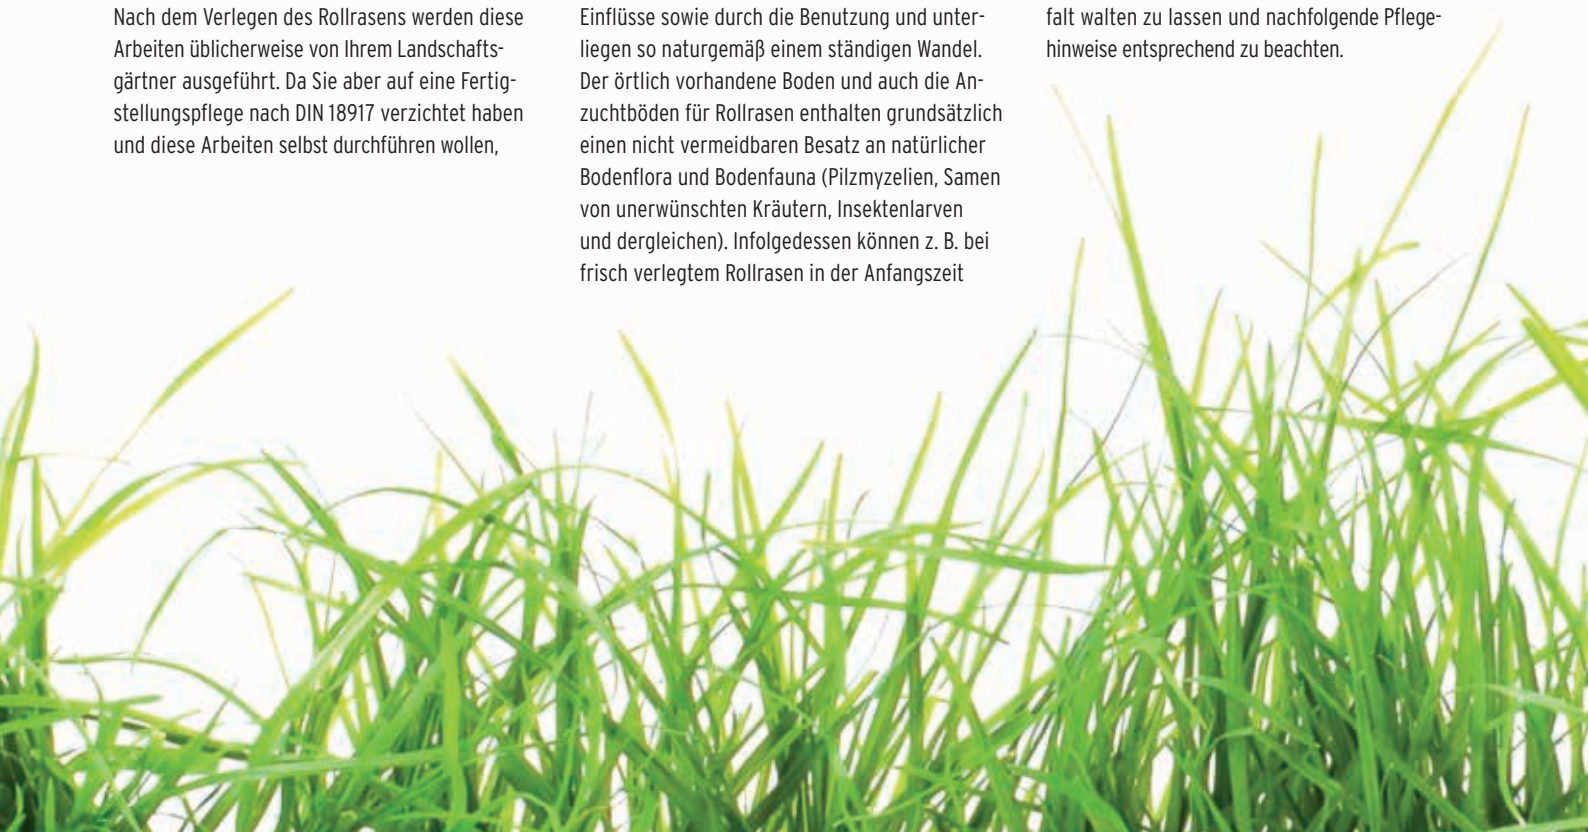 Nach dem Verlegen des Rollrasens werden diese
Arbeiten üblicherweise von Ihrem Landschafts-
gärtner ausgeführt. Da Sie aber auf eine Fertig-
stellungspflege nach DIN 18917 verzichtet haben
und diese Arbeiten selbst durchführen wollen,
Einflüsse sowie durch die Benutzung und unter-
liegen so naturgemäß einem ständigen Wandel.
Der örtlich vorhandene Boden und auch die An-
zuchtböden für Rollrasen enthalten grundsätzlich
einen nicht vermeidbaren Besatz an natürlicher
Bodenflora und Bodenfauna (Pilzmyzelien, Samen
von unerwünschten Kräutern, Insektenlarven
und dergleichen). Infolgedessen können z. B. bei
frisch verlegtem Rollrasen in der Anfangszeit
falt walten zu lassen und nachfolgende Pflege-
hinweise entsprechend zu beachten.